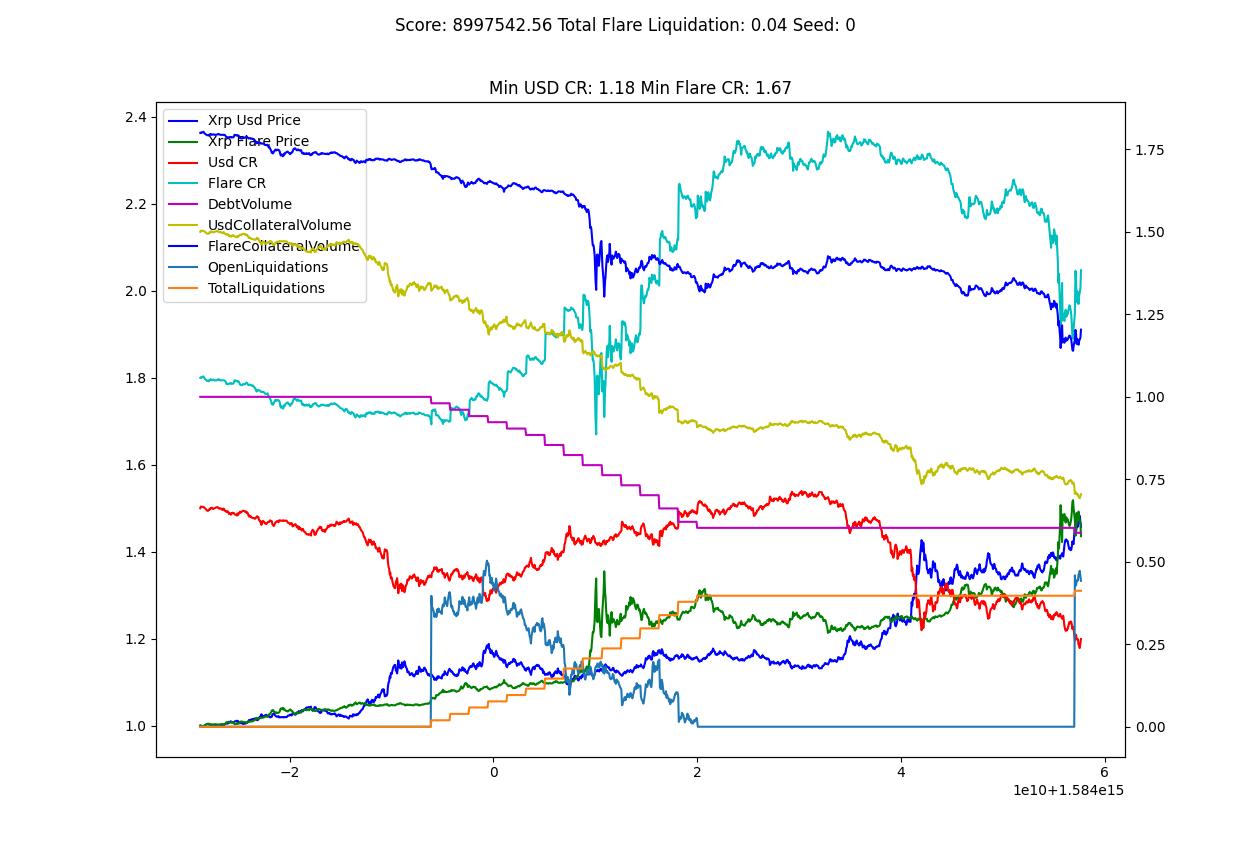 Score: 8997542.56 Total Flare Liquidation: 0.04 Seed: 0
Min USD CR: 1.18 Min Flare CR: 1.67
Xrp Usd Price
Xrp Flare Price
Usd CR
Flare CR
DebtVolume
UsdCollateralVolume
FlareCollateralVolume
OpenLiquidations
TotalLiquidations
2.4
2.2
2.0
1.8
1.6
1.4
1.2
1.0
1.75
1.50
1.25
1.00
0.75
0.50
0.25
0.00
−2
0
2
4
6
1e10+1.584e15